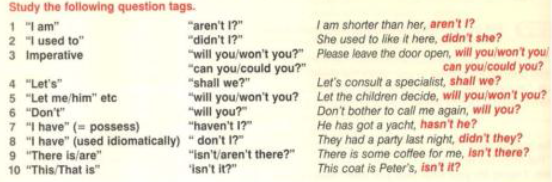 Study the following question tags.
1 "I am" "aren't I?" I am shorter than her, aren't I?
2 "I used to" "didn't I?" She used to like it here, didn't she?
3 Imperative "will you/won't you?" Please leave the door open, will you/won't you/
"can you/could you?" can you/could you?
4 "Let's" "shall we?" Let's consult a specialist, shall we?
5 "Let me/him" etc "will you/won't you? Let the children decide, will you/won't you?
6 "Don't" "will you?" Don't bother to call me again, will you?
7 "I have" (= possess) "haven't I?" He has got a yacht, hasn't he?
8 "I have" (used idiomatically) " don't I?" They had a party last night, didn't they?
9 "There is/are" "isn't/aren't there?" There is some coffee for me, isn't there?
10 "This/That is" 'isn't it?" This coat is Peter's, isn't it?